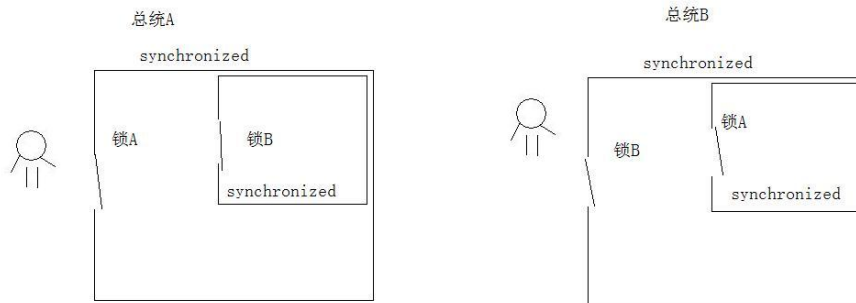 总统A
synchronized
锁A
锁B
synchronized
总统B
synchronized
锁B
锁A
synchronized